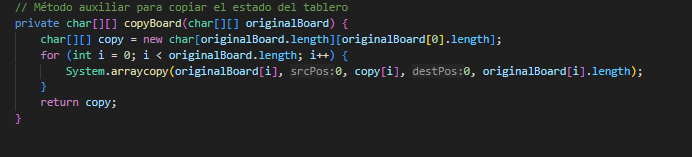 // Método auxiliar para copiar el estado del tablero
private char[][] copyBoard(char[][] originalBoard) {
    char[][] copy = new char[originalBoard.length][originalBoard[0].length];
    for (int i = 0; i < originalBoard.length; i++) {
        System.arraycopy(originalBoard[i], srcPos:0, copy[i], destPos:0, originalBoard[i].length);
    }
    return copy;
}